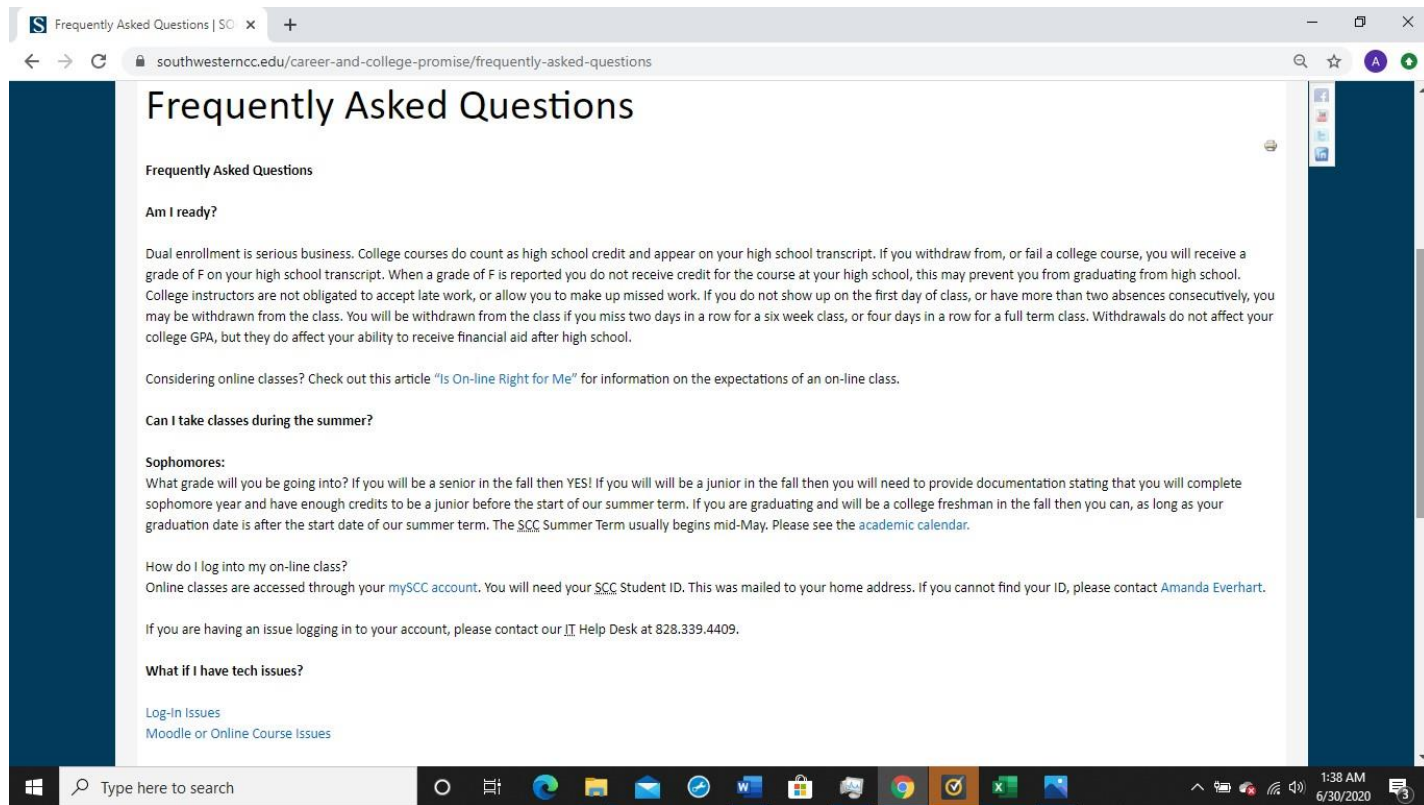 Frequently Asked Questions | SO
southwesterncc.edu/career-and-college-promise/frequently-asked-questions
A
Frequently Asked Questions
Frequently Asked Questions
Am I ready?
Dual enrollment is serious business. College courses do count as high school credit and appear on your high school transcript. If you withdraw from, or fail a college course, you will receive a
grade of F on your high school transcript. When a grade of F is reported you do not receive credit for the course at your high school, this may prevent you from graduating from high school.
College instructors are not obligated to accept late work, or allow you to make up missed work. If you do not show up on the first day of class, or have more than two absences consecutively, you
may be withdrawn from the class. You will be withdrawn from the class if you miss two days in a row for a six week class, or four days in a row for a full term class. Withdrawals do not affect your
college GPA, but they do affect your ability to receive financial aid after high school.
Considering online classes? Check out this article “Is On-line Right for Me” for information on the expectations of an on-line class.
Can I take classes during the summer?
Sophomores:
What grade will you be going into? If you will be a senior in the fall then YES! If you will will be a junior in the fall then you will need to provide documentation stating that you will complete
sophomore year and have enough credits to be a junior before the start of our summer term. If you are graduating and will be a college freshman in the fall then you can, as long as your
graduation date is after the start date of our summer term. The SCC Summer Term usually begins mid-May. Please see the academic calendar.
How do I log into my on-line class?
Online classes are accessed through your mySCC account. You will need your SCC Student ID. This was mailed to your home address. If you cannot find your ID, please contact Amanda Everhart.
If you are having an issue logging in to your account, please contact our IT Help Desk at 828.339.4409.
What if I have tech issues?
Log-In Issues
Moodle or Online Course Issues
Type here to search
1:38 AM
6/30/2020
3